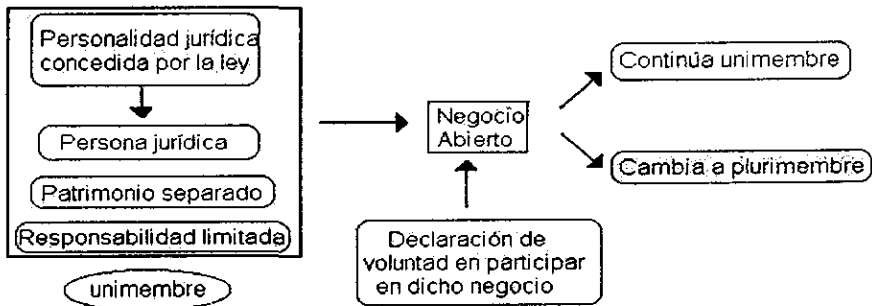 Personalidad jurídica
concedida por la ley
Persona jurídica
Patrimonio separado
Responsabilidad limitada
unimembre
Negocio
Abierto
Declaración de
voluntad en participar
en dicho negocio
Continúa unimembre
Cambia a plurimembre